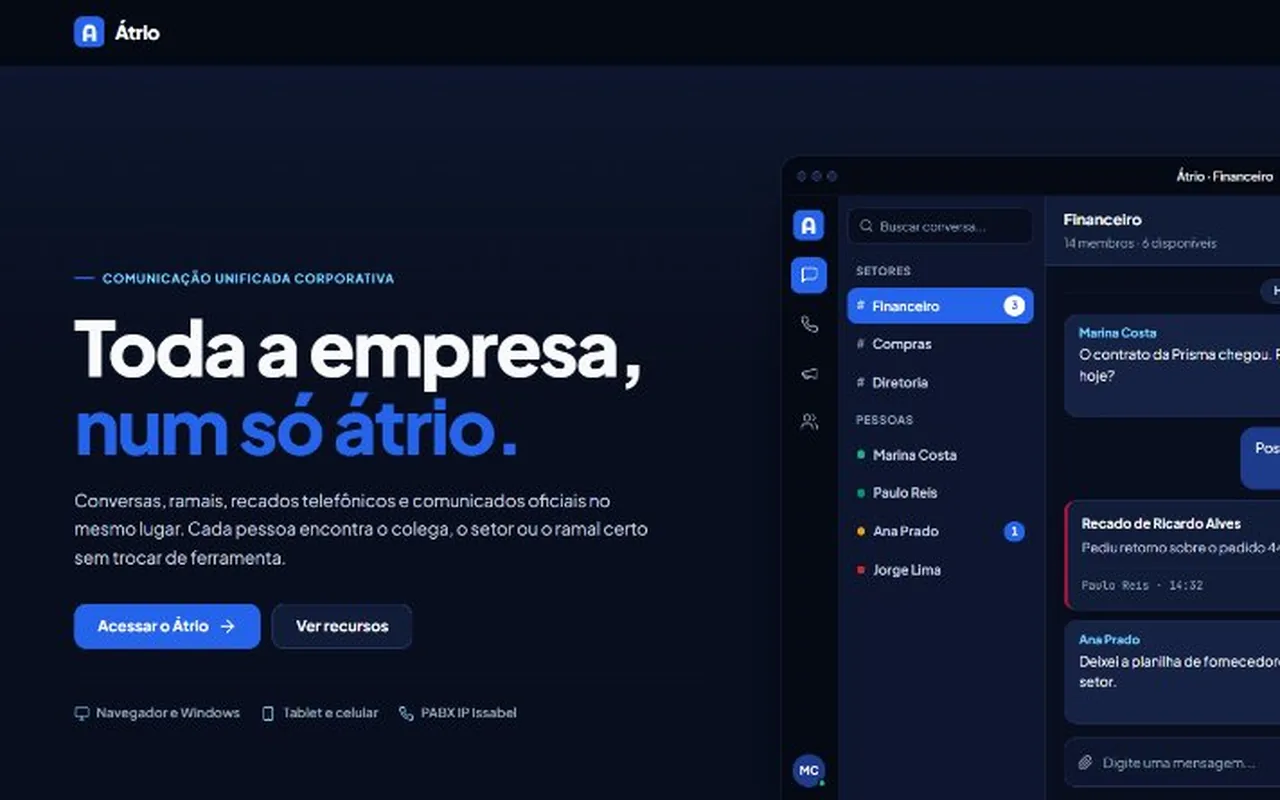 Átrio
COMUNICAÇÃO UNIFICADA CORPORATIVA
Toda a empresa,
num só átrio.
Conversas, ramais, recados telefônicos e comunicados oficiais no
mesmo lugar. Cada pessoa encontra o colega, o setor ou o ramal certo
sem trocar de ferramenta.
Acessar o Átrio →
Ver recursos
Navegador e Windows
Tablet e celular
PABX IP Issabel
Átrio · Financeiro
Buscar conversa...
SETORES
# Financeiro 3
# Compras
# Diretoria
PESSOAS
Marina Costa
Paulo Reis
Ana Prado 1
Jorge Lima
MC
Financeiro
14 membros · 6 disponíveis
H
Marina Costa
O contrato da Prisma chegou. P
hoje?
Pos
Recado de Ricardo Alves
Pediu retorno sobre o pedido 44
Paulo Reis · 14:32
Ana Prado
Deixei a planilha de fornecedor
setor.
Digite uma mensagem...